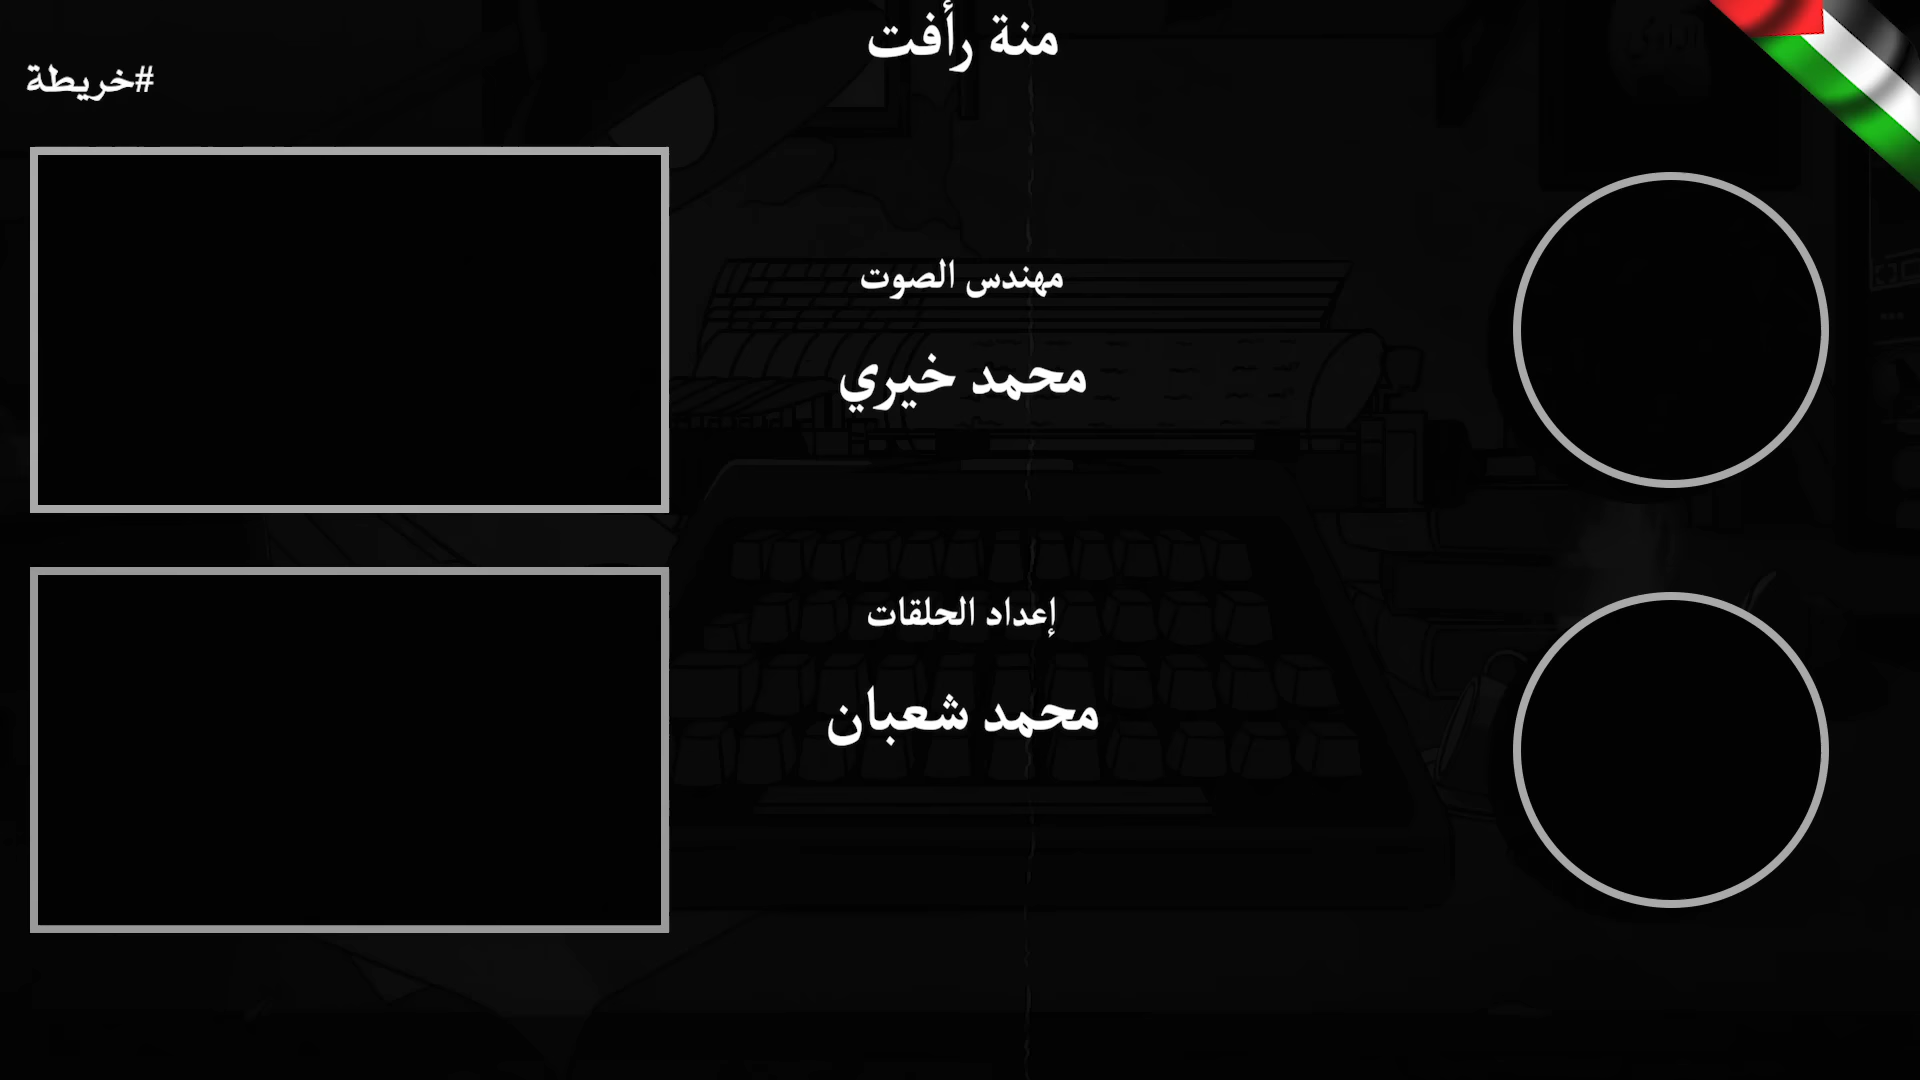 منة رأفت
#خريطة
مهندس الصوت
محمد خيري
إعداد الحلقات
محمد شعبان